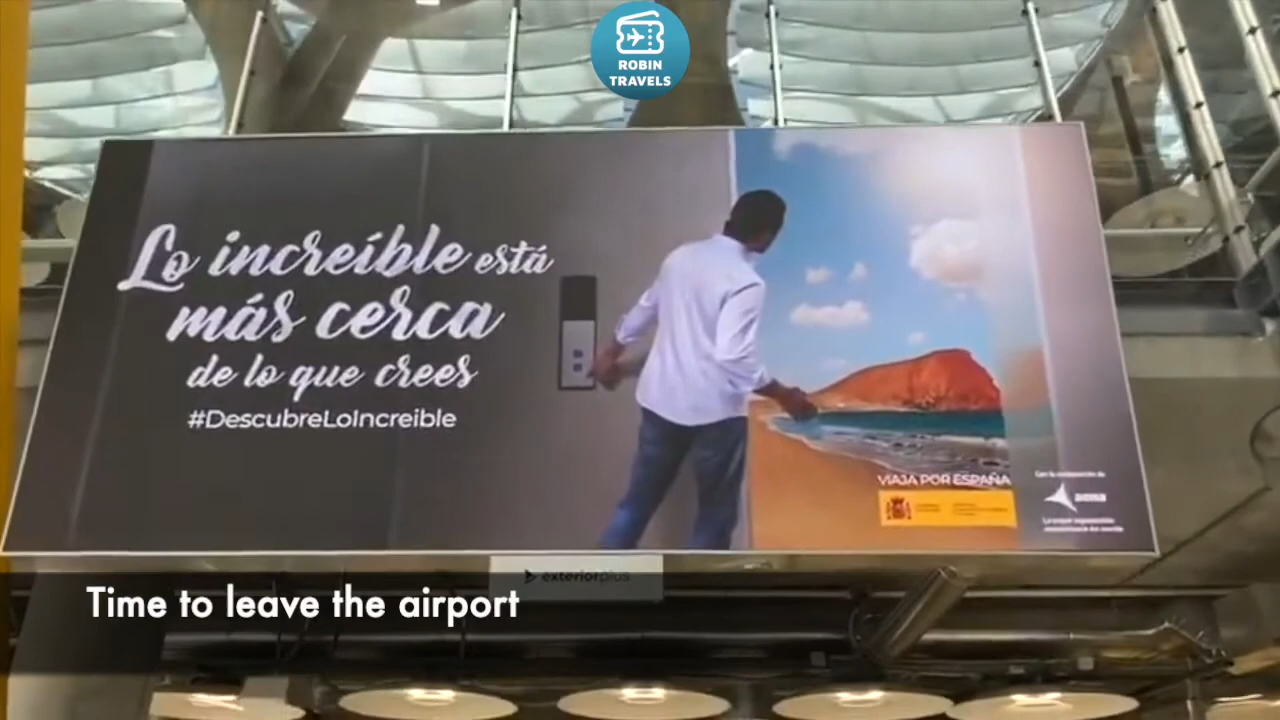 ROBIN
TRAVELS
Lo increíble está
más cerca
de lo que crees
#DescubreLoIncreible
VIAJA POR ESPAÑA
aena
exteriorplus
Time to leave the airport